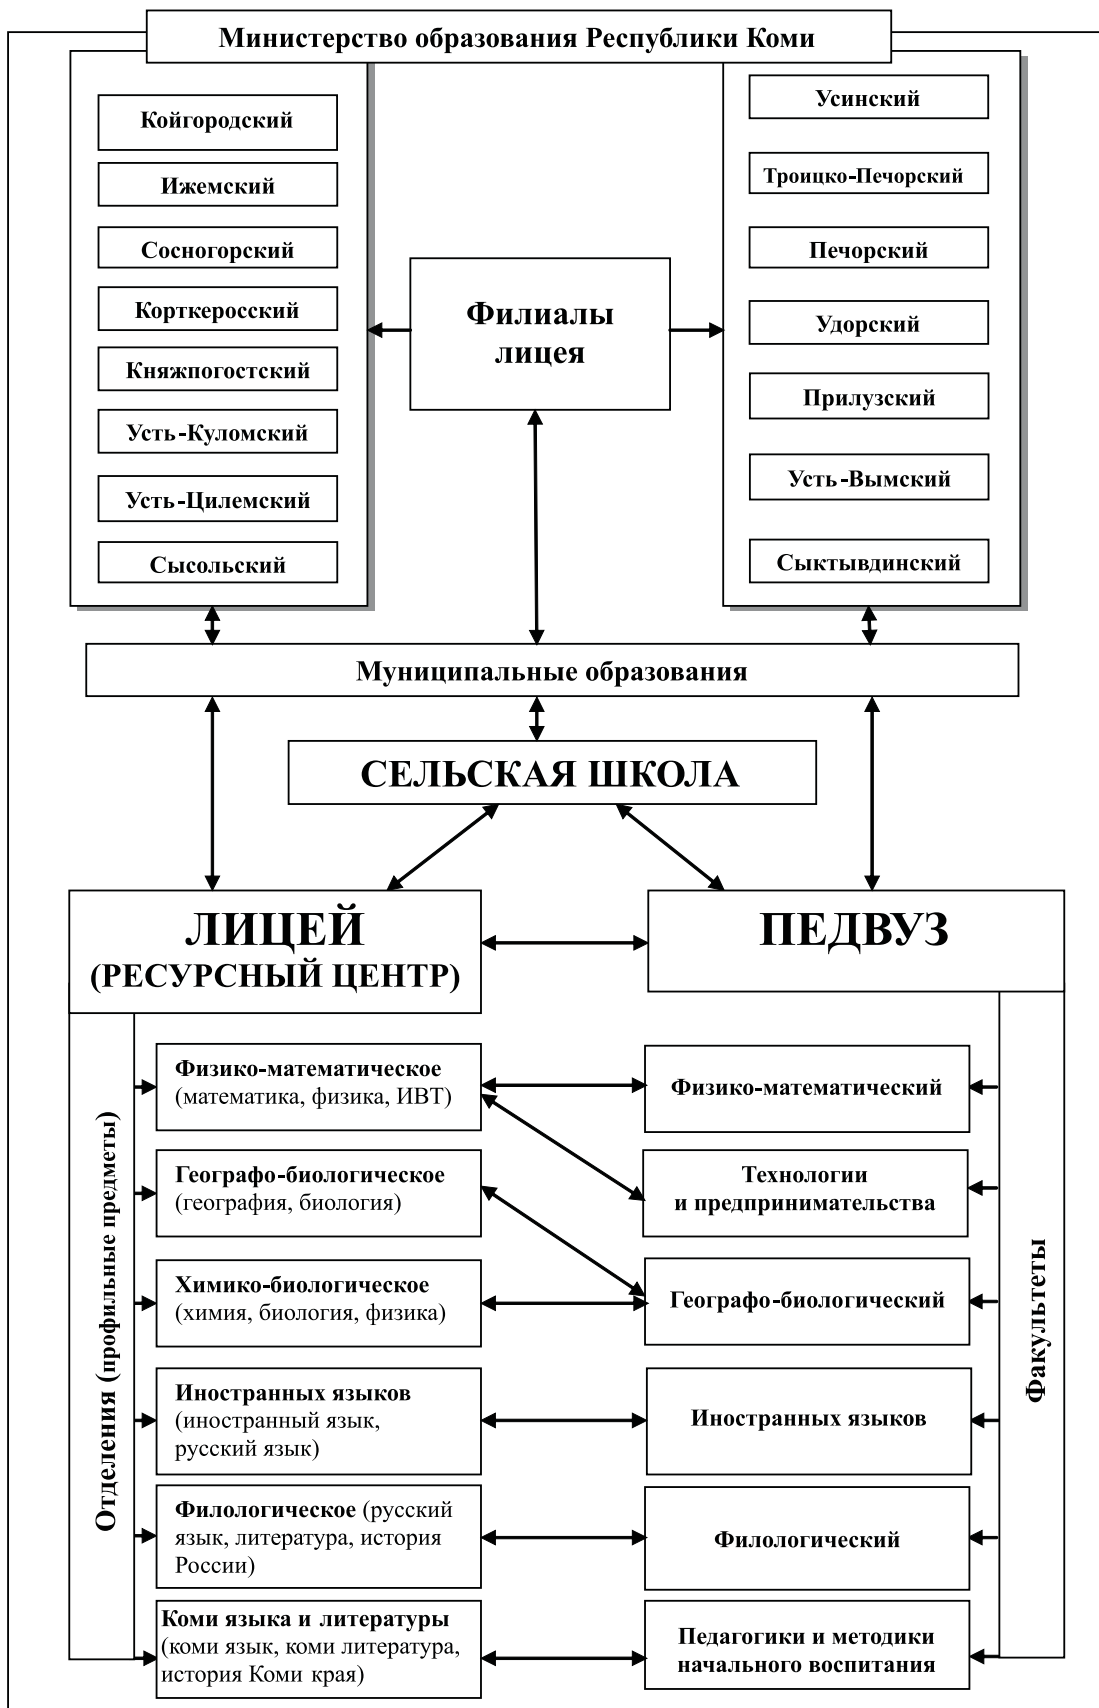 Министерство образования Республики Коми
Койгородский
Ижемский
Сосногорский
Корткеросский
Княжпогостский
Усть-Куломский
Усть-Цилемский
Сысольский
Филиалы
лицея
Усинский
Троицко-Печорский
Печорский
Удорский
Прилузский
Усть-Вымский
Сыктывдинский
Муниципальные образования
СЕЛЬСКАЯ ШКОЛА
ЛИЦЕЙ
(РЕСУРСНЫЙ ЦЕНТР)
ПЕДВУЗ
Отделения (профильные предметы)
Физико-математическое
(математика, физика, ИВТ)
Географо-биологическое
(география, биология)
Химико-биологическое
(химия, биология, физика)
Иностранных языков
(иностранный язык,
русский язык)
Филологическое (русский
язык, литература, история
России)
Коми языка и литературы
(коми язык, коми литература,
история Коми края)
Физико-математический
Технологии
и предпринимательства
Географо-биологический
Иностранных языков
Филологический
Педагогики и методики
начального воспитания
Факультеты